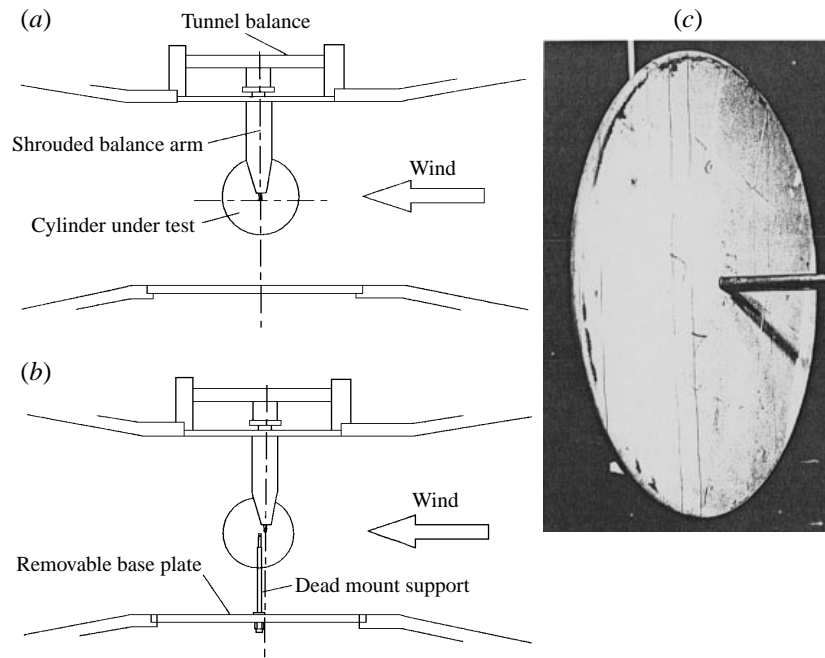 (a)
Tunnel balance
Shrouded balance arm
Wind
Cylinder under test
(b)
Wind
Removable base plate
Dead mount support
(c)